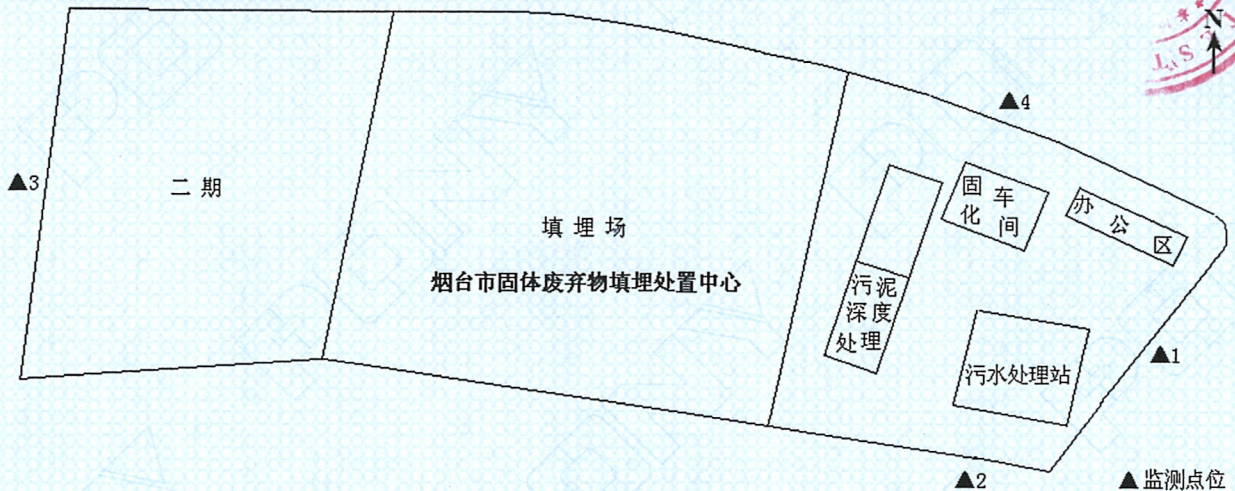 N
▲4
▲3
二期
填埋场
烟台市固体废弃物填埋处置中心
固化车间
办公区
污泥
深度
处理
污水处理站
▲1
▲2
▲监测点位